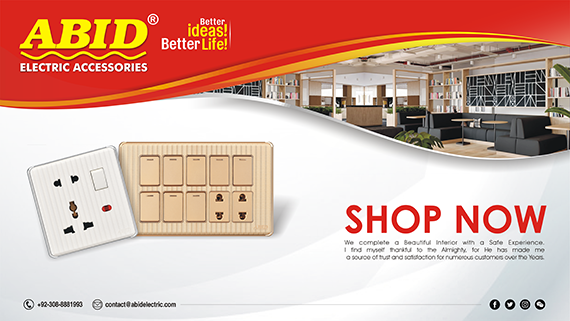 ABID®
ELECTRIC ACCESSORIES
Better
ideas!
Better Life!
SHOP NOW
We complete a Beautiful Interior with a Safe Experience.
I find myself thankful to the Almighty, for He has made me
a source of trust and satisfaction for numerous customers over the Years.
+92-308-8881993
contact@abidelectric.com